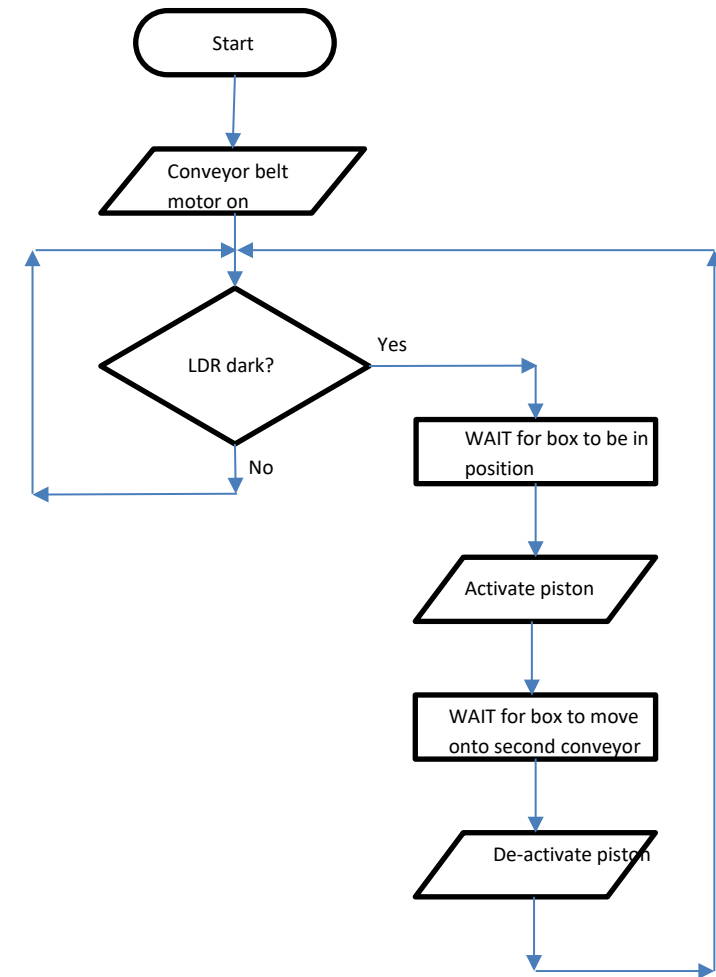 Start
Conveyor belt
motor on
LDR dark?
Yes
No
WAIT for box to be in
position
Activate piston
WAIT for box to move
onto second conveyor
De-activate piston